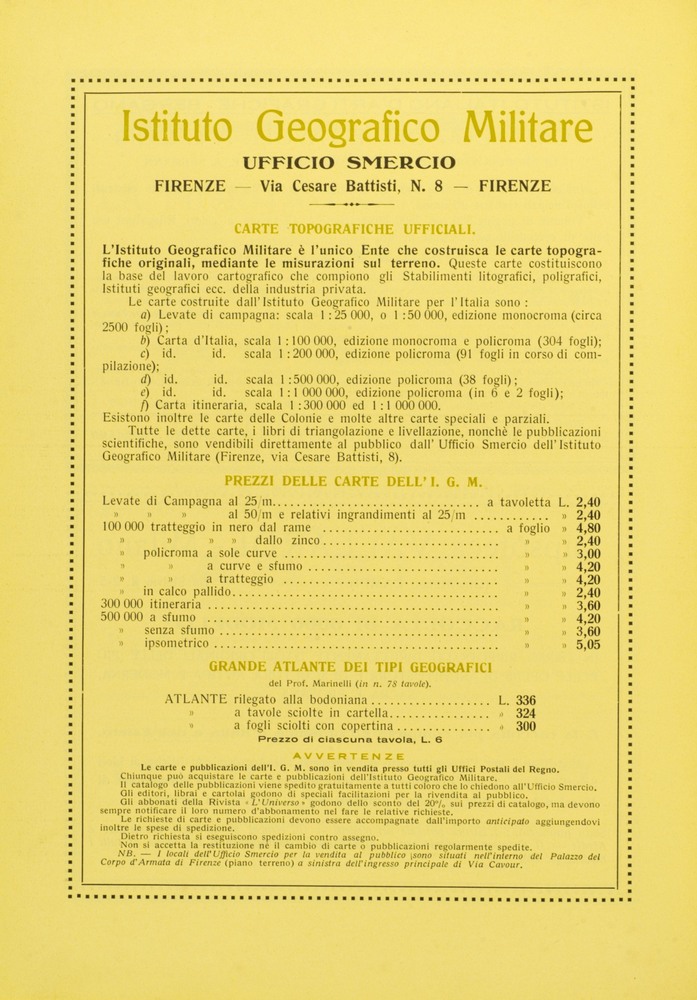 Istituto Geografico Militare
UFFICIO SMERCIO
FIRENZE — Via Cesare Battisti, N. 8 — FIRENZE
CARTE TOPOGRAFICHE UFFICIALI.
L'Istituto Geografico Militare è l'unico Ente che costruisca le carte topogra-
fiche originali, mediante le misurazioni sul terreno. Queste carte costituiscono
la base del lavoro cartografico che compiono gli Stabilimenti litografici, poligrafici,
Istituti geografici ecc. della industria privata.
Le carte costruite dall'Istituto Geografico Militare per l'Italia sono :
a) Levate di campagna: scala 1 : 25 000, o 1 : 50 000, edizione monocroma (circa
2500 fogli) ;
b) Carta d'Italia, scala 1 : 100 000, edizione monocroma e policroma (304 fogli);
c) id. id. scala 1 : 200 000, edizione policroma (91 fogli in corso di com-
pilazione);
d) id. id. scala 1 : 500 000, edizione policroma (38 fogli) ;
e) id. id. scala 1 : 1 000 000, edizione policroma (in 6 e 2 fogli);
f) Carta itineraria, scala 1 : 300 000 ed 1 : 1 000 000.
Esistono inoltre le carte delle Colonie e molte altre carte speciali e parziali.
Tutte le dette carte, i libri di triangolazione e livellazione, nonchè le pubblicazioni
scientifiche, sono vendibili direttamente al pubblico dall' Ufficio Smercio dell'Istituto
Geografico Militare (Firenze, via Cesare Battisti, 8).
PREZZI DELLE CARTE DELL' I. G. M.
Levate di Campagna al 25/m.............................. a tavoletta L. 2,40
» » » al 50/m e relativi ingrandimenti al 25/m ........... » » 2,40
100 000 tratteggio in nero dal rame ......................... a foglio » 4,80
» » » » dallo zinco......................... » » 2,40
» policroma a sole curve .............................. » » 3,00
» » a curve e sfumo ........................... » » 4,20
» » a tratteggio .............................. » » 4,20
» in calco pallido..................................... » » 2,40
300 000 itineraria ......................................... » » 3,60
500 000 a sfumo ......................................... » » 4,20
» senza sfumo ....................................... » » 3,60
» ipsometrico ........................................ » » 5,05
GRANDE ATLANTE DEI TIPI GEOGRAFICI
del Prof. Marinelli (in n. 78 tavole).
ATLANTE rilegato alla bodoniana .................. L. 336
» a tavole sciolte in cartella............... » 324
» a fogli sciolti con copertina .............. » 300
Prezzo di ciascuna tavola, L. 6
AVVERTENZE
Le carte e pubblicazioni dell'I. G. M. sono in vendita presso tutti gli Uffici Postali del Regno.
Chiunque può acquistare le carte e pubblicazioni dell'Istituto Geografico Militare.
Il catalogo delle pubblicazioni viene spedito gratuitamente a tutti coloro che lo chiedono all'Ufficio Smercio.
Gli editori, librai e cartolai godono di speciali facilitazioni per la rivendita al pubblico.
Gli abbonati della Rivista « L'Universo » godono dello sconto del 20%, sui prezzi di catalogo, ma devono
sempre notificare il loro numero d'abbonamento nel fare le relative richieste.
Le richieste di carte e pubblicazioni devono essere accompagnate dall'importo anticipato aggiungendovi
inoltre le spese di spedizione.
Dietro richiesta si eseguiscono spedizioni contro assegno.
Non si accetta la restituzione nè il cambio di carte o pubblicazioni regolarmente spedite.
NB. — I locali dell'Ufficio Smercio per la vendita al pubblico sono situati nell'interno del Palazzo del
Corpo d'Armata di Firenze (piano terreno) a sinistra dell'ingresso principale di Via Cavour.